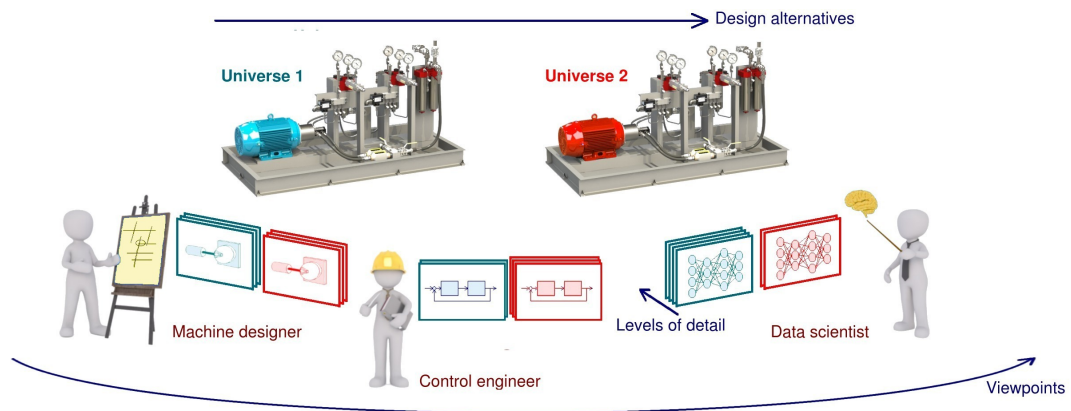 Design alternatives
Universe 1
Universe 2
Machine designer
Levels of detail
Data scientist
Control engineer
Viewpoints